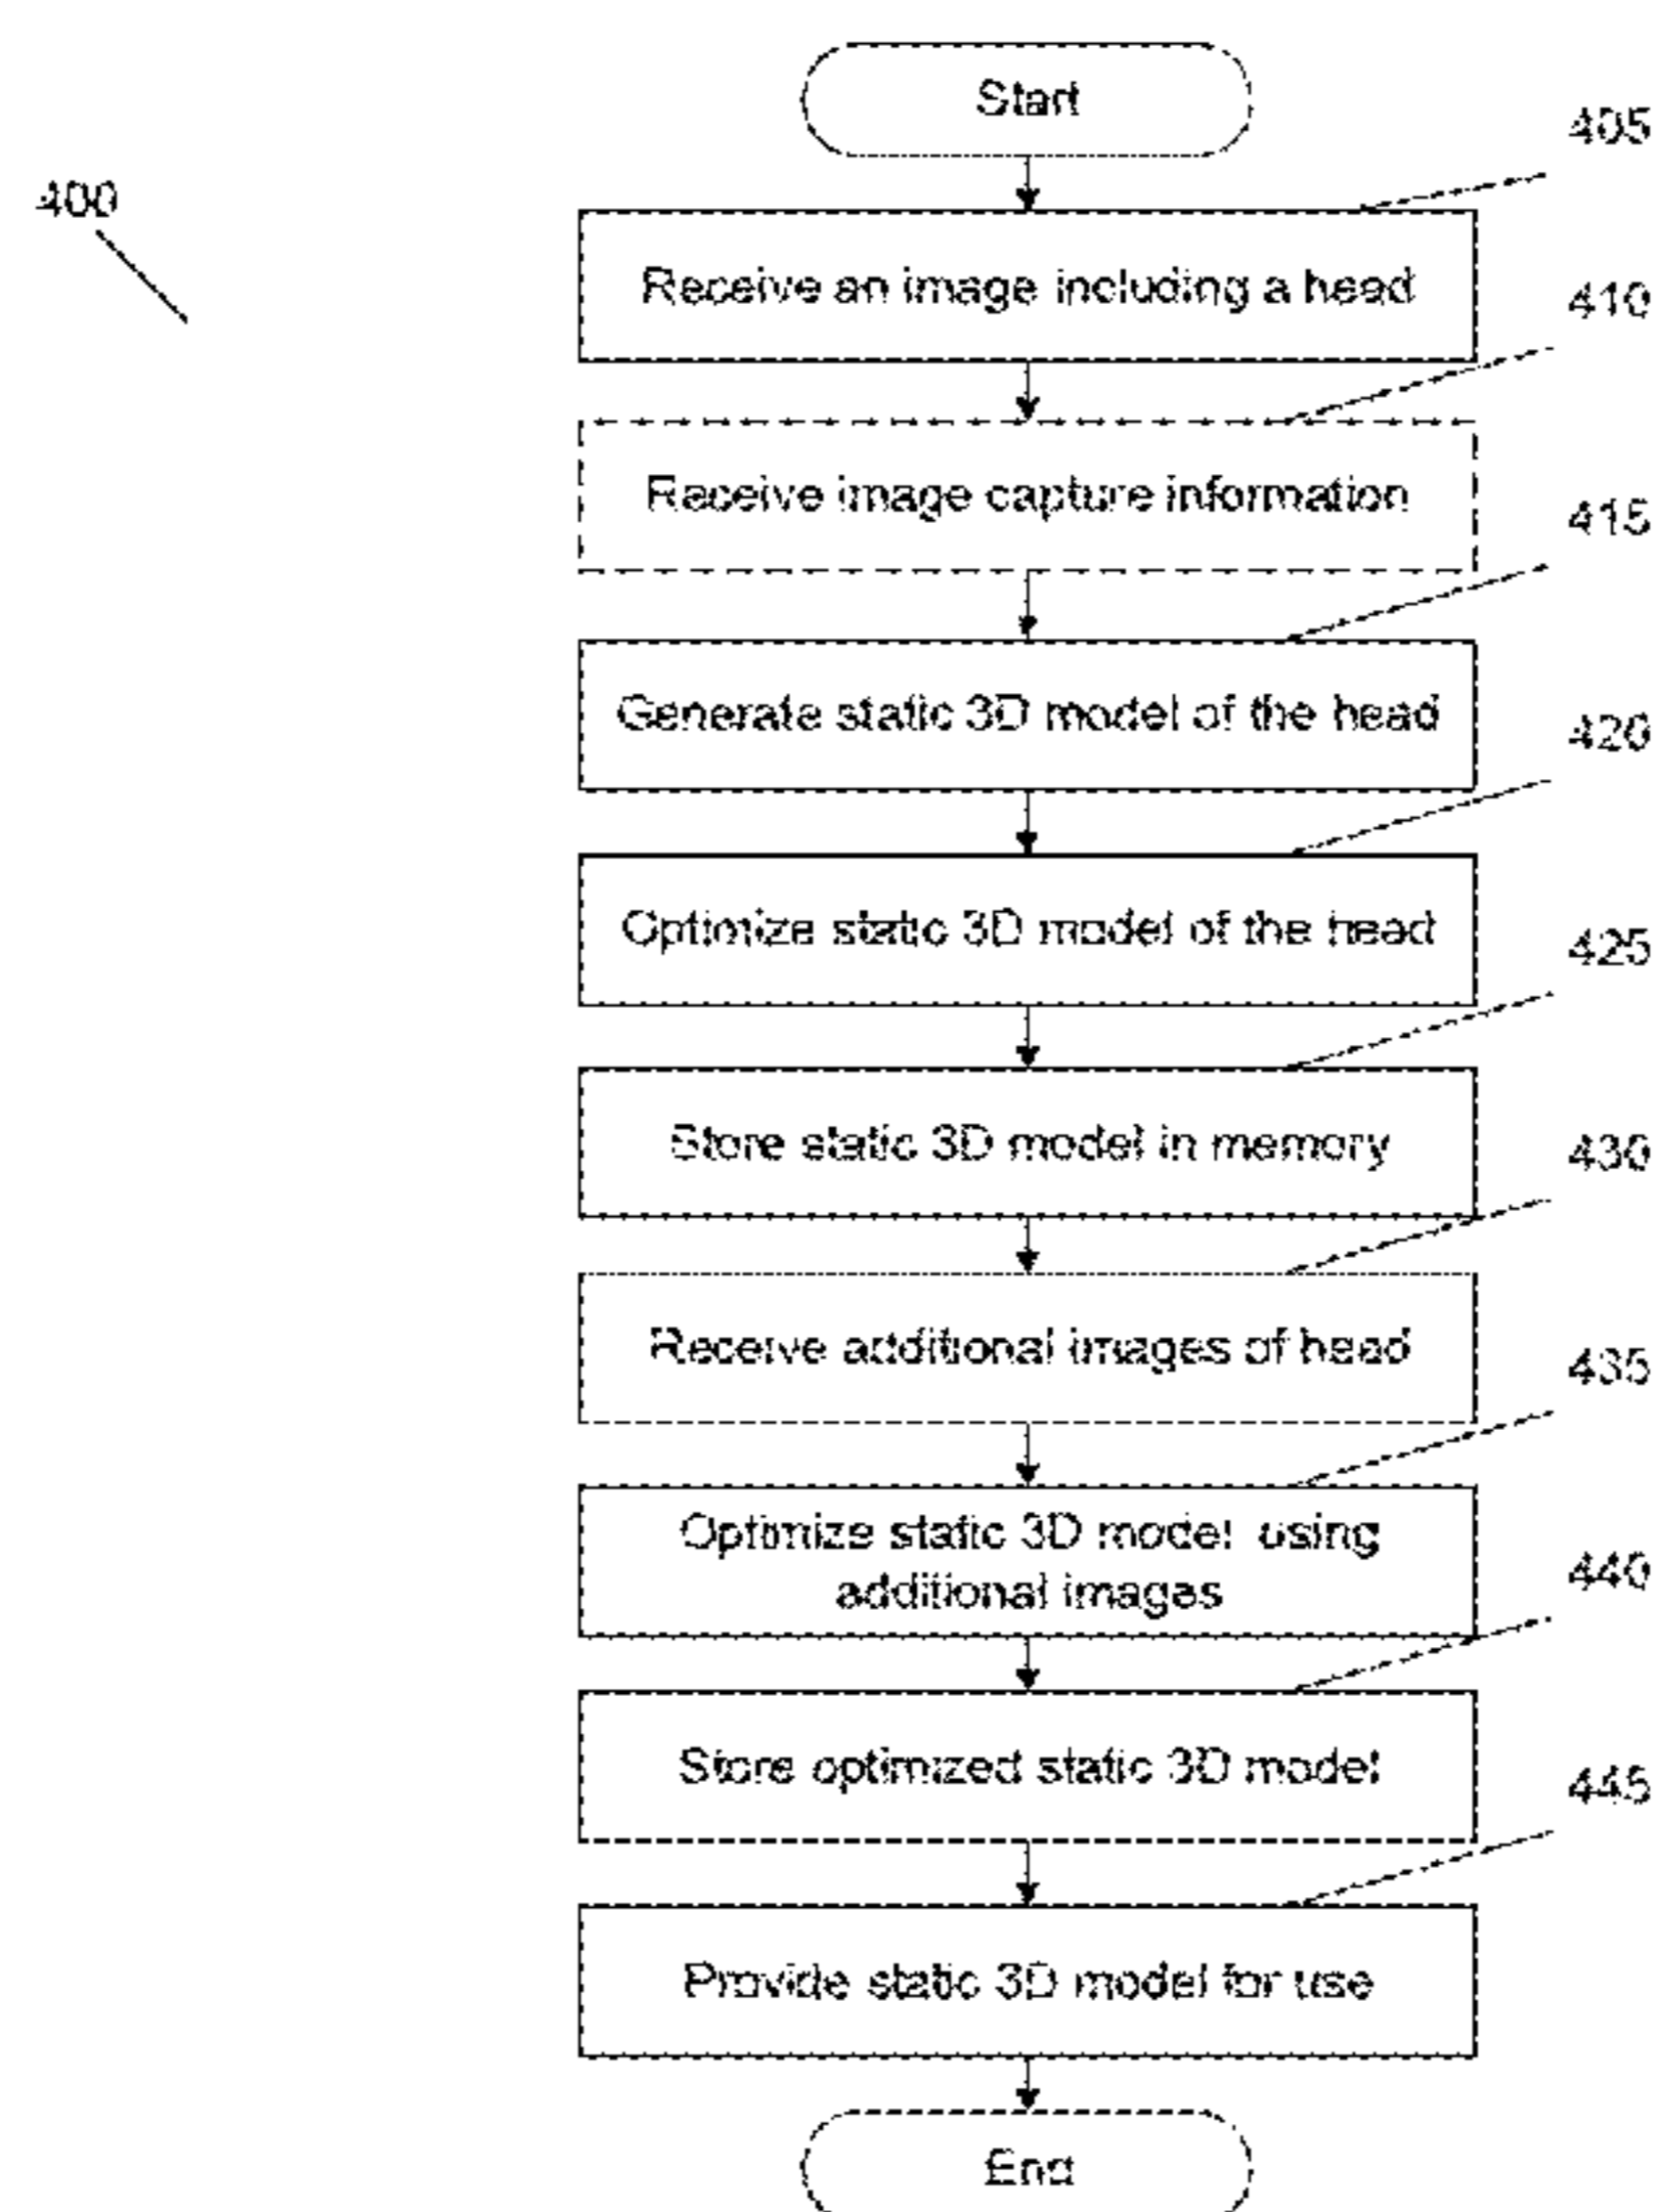 Start
405
400
Receive an image including a head
410
Receive image capture information
415
Generate static 3D model of the head
420
Optimize static 3D model of the head
425
Store static 3D model in memory
430
Receive additional images of head
435
Optimize static 3D model using
additional images
440
Store optimized static 3D model
445
Provide static 3D model for use
End